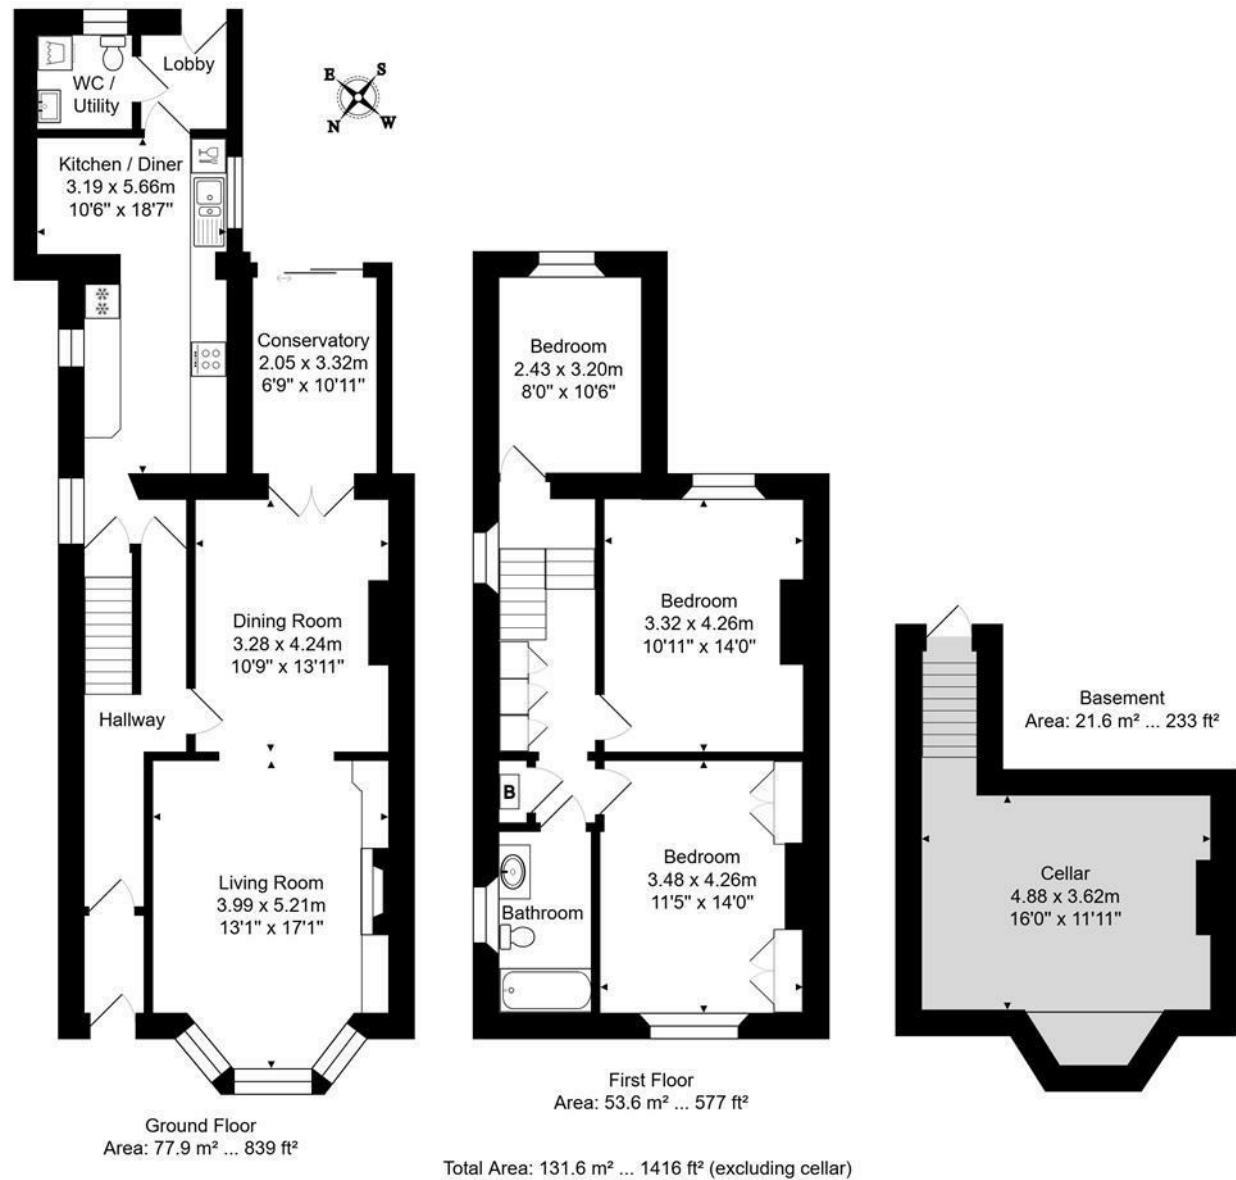 Lobby
WC /
Utility
E
S
N
W
Kitchen / Diner
3.19 x 5.66m
10'6" x 18'7"
Conservatory
2.05 x 3.32m
6'9" x 10'11"
Dining Room
3.28 x 4.24m
10'9" x 13'11"
Hallway
Living Room
3.99 x 5.21m
13'1" x 17'1"
Ground Floor
Area: 77.9 m² ... 839 ft²
Bedroom
2.43 x 3.20m
8'0" x 10'6"
Bedroom
3.32 x 4.26m
10'11" x 14'0"
B
Bedroom
3.48 x 4.26m
11'5" x 14'0"
Bathroom
First Floor
Area: 53.6 m² ... 577 ft²
Basement
Area: 21.6 m² ... 233 ft²
Cellar
4.88 x 3.62m
16'0" x 11'11"
Total Area: 131.6 m² ... 1416 ft² (excluding cellar)